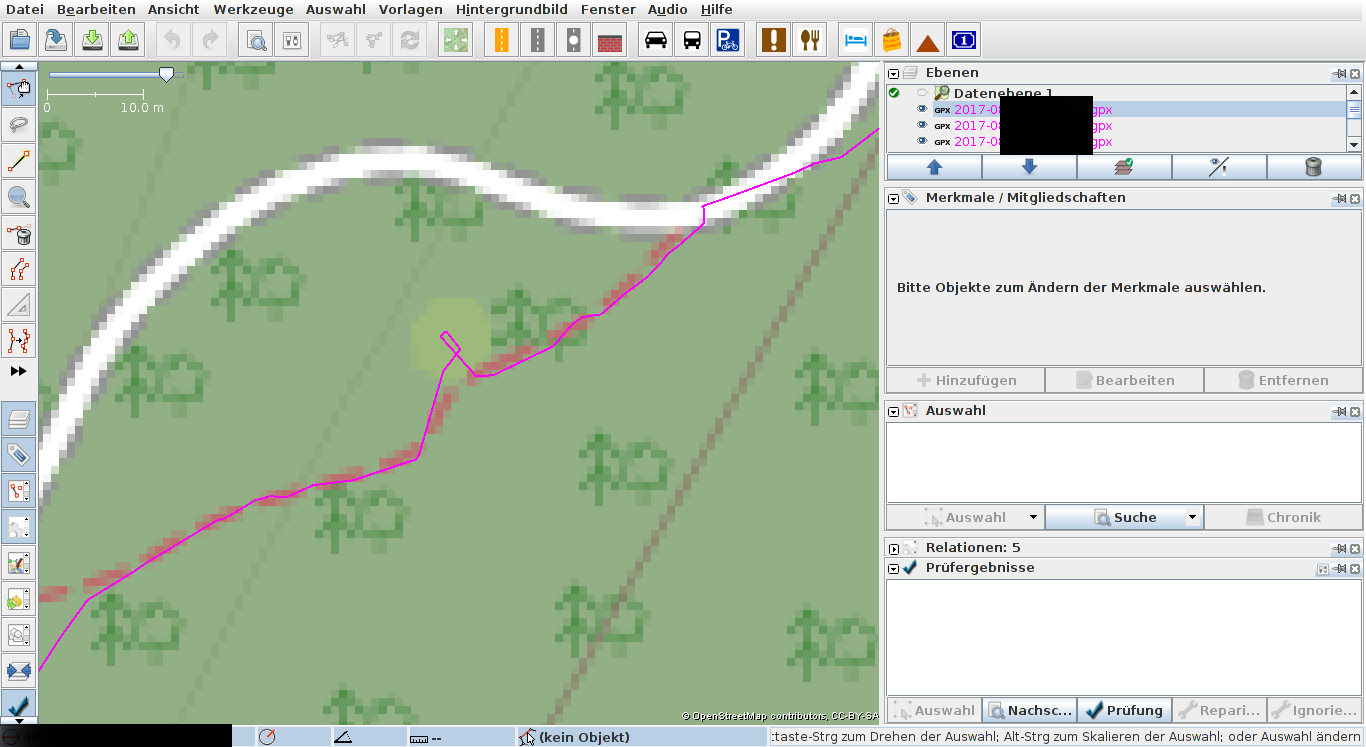 Datei Bearbeiten Ansicht Werkzeuge Auswahl Vorlagen Hintergrundbild Fenster Audio Hilfe
0 10.0 m
Ebenen
Datenebene 1
GPX 2017-0 gpx
GPX 2017-0 gpx
GPX 2017-0 gpx
Merkmale / Mitgliedschaften
Bitte Objekte zum Ändern der Merkmale auswählen.
Hinzufügen Bearbeiten Entfernen
Auswahl
Auswahl Suche Chronik
Relationen: 5
Prüfergebnisse
© OpenStreetMap contributors, CC-BY-SA
Auswahl Nachsc... Prüfung Repari... Ignorie...
-- (kein Objekt) :taste-Strg zum Drehen der Auswahl; Alt-Strg zum Skalieren der Auswahl; oder Auswahl ändern